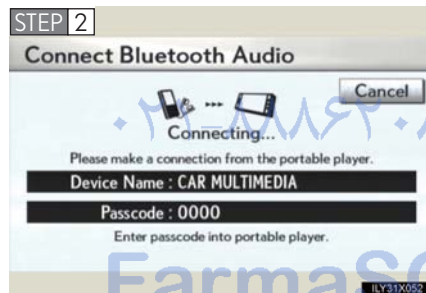 STEP 2
Connect Bluetooth Audio
Cancel
Connecting...
Please make a connection from the portable player.
Device Name : CAR MULTIMEDIA
Passcode : 0000
Enter passcode into portable player.
ILY31X052